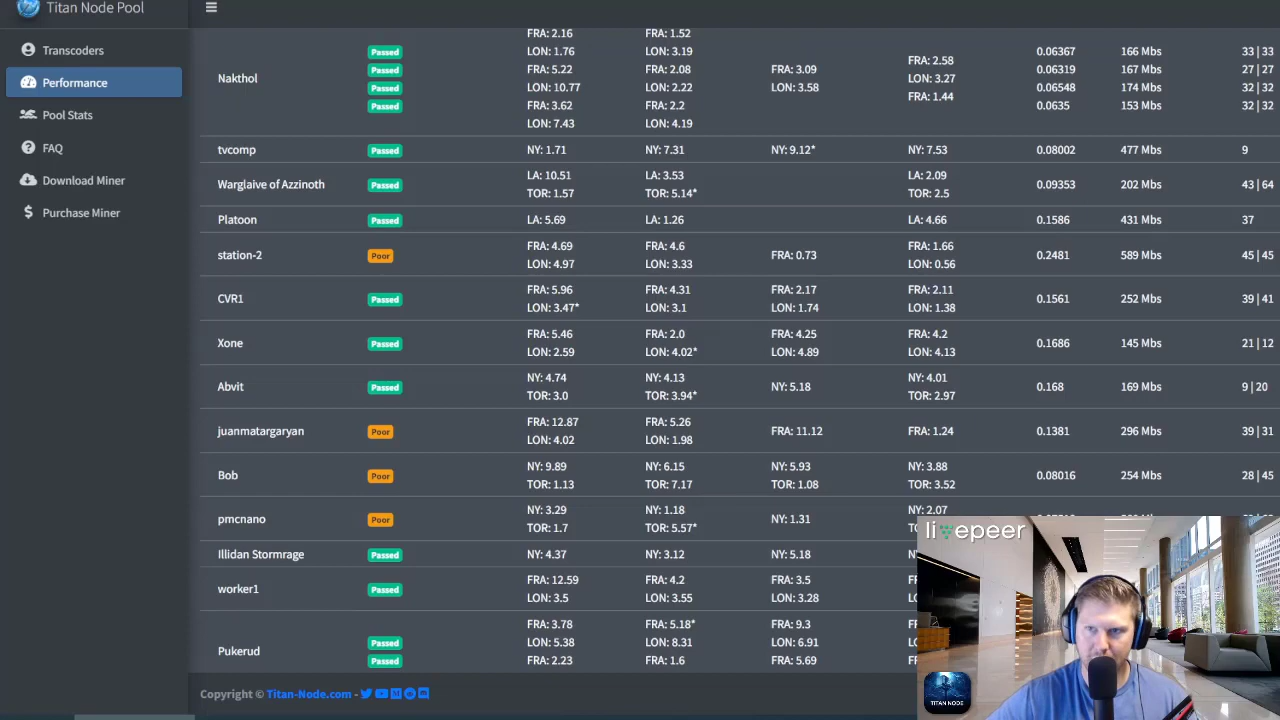 Titan Node Pool
Transcoders
Performance
Pool Stats
FAQ
Download Miner
Purchase Miner
FRA: 2.16 FRA: 1.52
LON: 1.76 LON: 3.19 Passed 0.06367 166 Mbs 33 | 33
FRA: 5.22 FRA: 2.08 FRA: 3.09 FRA: 2.58 Passed 0.06319 167 Mbs 27 | 27
Nakthol
LON: 10.77 LON: 2.22 LON: 3.58 LON: 3.27 Passed 0.06548 174 Mbs 32 | 32
FRA: 3.62 FRA: 2.2 FRA: 1.44 Passed 0.0635 153 Mbs 32 | 32
LON: 7.43 LON: 4.19
tvcomp Passed NY: 1.71 NY: 7.31 NY: 9.12* NY: 7.53 0.08002 477 Mbs 9
LA: 10.51 LA: 3.53 LA: 2.09
Warglaive of Azzinoth Passed 0.09353 202 Mbs 43 | 64
TOR: 1.57 TOR: 5.14* TOR: 2.5
Platoon Passed LA: 5.69 LA: 1.26 LA: 4.66 0.1586 431 Mbs 37
FRA: 4.69 FRA: 4.6 FRA: 1.66
station-2 Poor FRA: 0.73 0.2481 589 Mbs 45 | 45
LON: 4.97 LON: 3.33 LON: 0.56
FRA: 5.96 FRA: 4.31 FRA: 2.17 FRA: 2.11
CVR1 Passed 0.1561 252 Mbs 39 | 41
LON: 3.47* LON: 3.1 LON: 1.74 LON: 1.38
FRA: 5.46 FRA: 2.0 FRA: 4.25 FRA: 4.2
Xone Passed 0.1686 145 Mbs 21 | 12
LON: 2.59 LON: 4.02* LON: 4.89 LON: 4.13
NY: 4.74 NY: 4.13 NY: 4.01
Abvit Passed NY: 5.18 0.168 169 Mbs 9 | 20
TOR: 3.0 TOR: 3.94* TOR: 2.97
FRA: 12.87 FRA: 5.26
juanmatargaryan Poor FRA: 11.12 FRA: 1.24 0.1381 296 Mbs 39 | 31
LON: 4.02 LON: 1.98
NY: 9.89 NY: 6.15 NY: 5.93 NY: 3.88
Bob Poor 0.08016 254 Mbs 28 | 45
TOR: 1.13 TOR: 7.17 TOR: 1.08 TOR: 3.52
NY: 3.29 NY: 1.18 NY: 2.07
pmcnano Poor NY: 1.31
TOR: 1.7 TOR: 5.57*
Illidan Stormrage Passed NY: 4.37 NY: 3.12 NY: 5.18
FRA: 12.59 FRA: 4.2 FRA: 3.5
worker1 Passed
LON: 3.5 LON: 3.55 LON: 3.28
FRA: 3.78 FRA: 5.18* FRA: 9.3
Pukerud Passed LON: 5.38 LON: 8.31 LON: 6.91
Passed FRA: 2.23 FRA: 1.6 FRA: 5.69
Copyright © Titan-Node.com -
livepeer
TITAN NODE